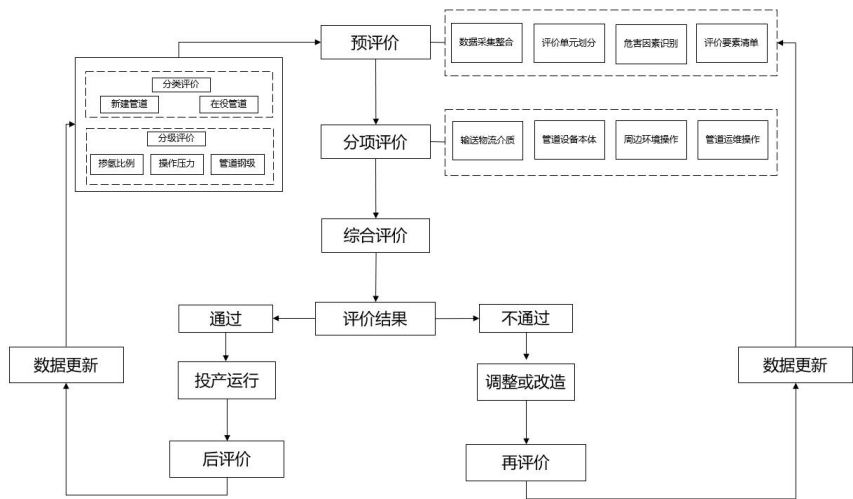 预评价
数据采集整合
评价单元划分
危害因素识别
评价要素清单
分类评价
新建管道
在役管道
分级评价
掺氢比例
操作压力
管道钢级
分项评价
输送物流介质
管道设备本体
周边环境操作
管道运维操作
综合评价
通过
评价结果
不通过
数据更新
投产运行
调整或改造
数据更新
后评价
再评价